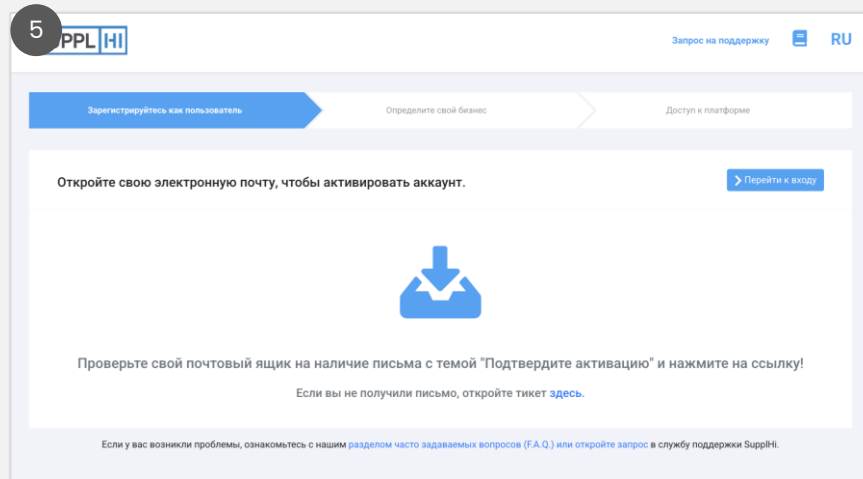 5
PPL HI
Запрос на поддержку RU
Зарегистрируйтесь как пользователь Определите свой бизнес Доступ к платформе
Откройте свою электронную почту, чтобы активировать аккаунт. Перейти к входу
Проверьте свой почтовый ящик на наличие письма с темой "Подтвердите активацию" и нажмите на ссылку!
Если вы не получили письмо, откройте тикет здесь.
Если у вас возникли проблемы, ознакомьтесь с нашим разделом часто задаваемых вопросов (F.A.Q.) или откройте запрос в службу поддержки SupplHi.